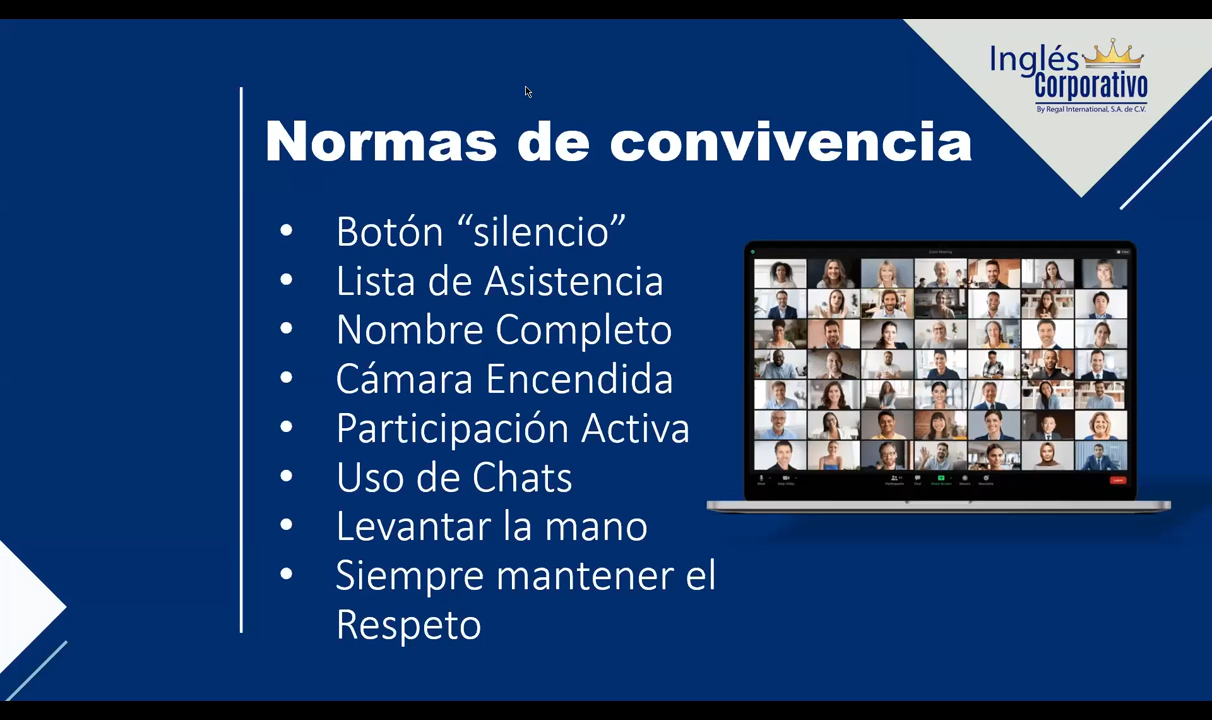 Inglés
Corporativo
By Regal International, S.A. de C.V.
Normas de convivencia
• Botón “silencio”
• Lista de Asistencia
• Nombre Completo
• Cámara Encendida
• Participación Activa
• Uso de Chats
• Levantar la mano
• Siempre mantener el
Respeto